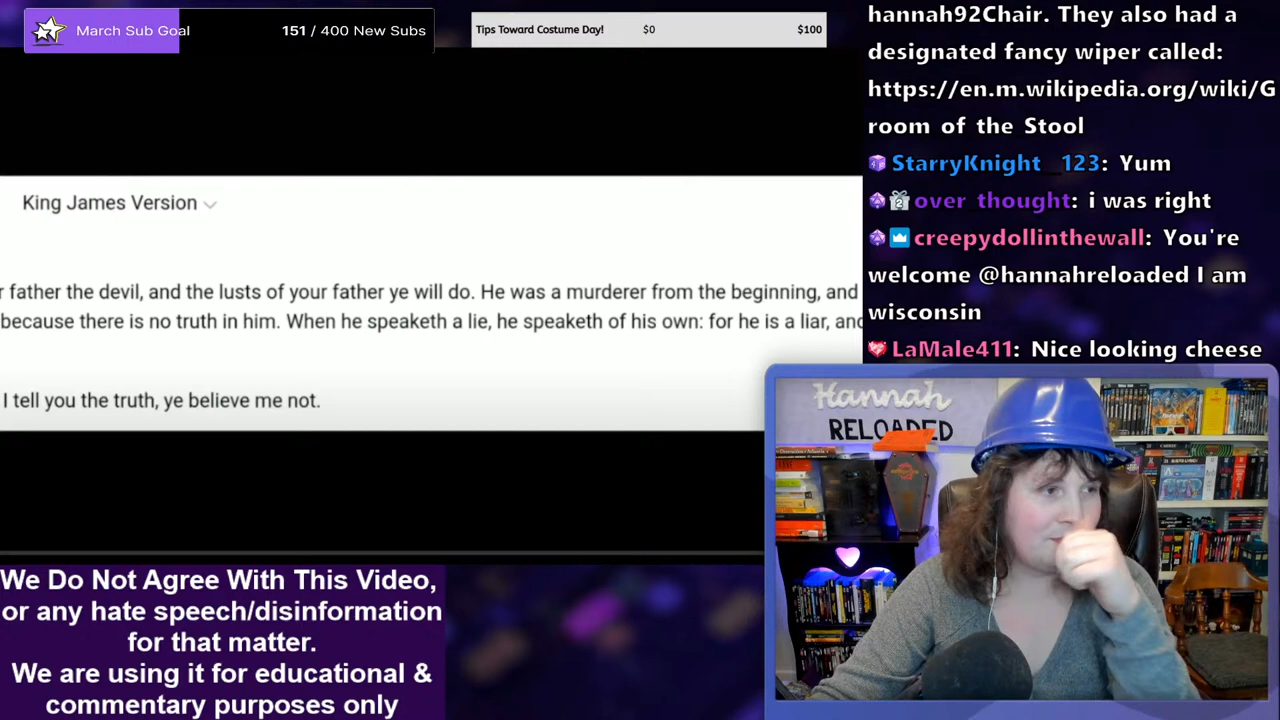 March Sub Goal
151 / 400 New Subs
Tips Toward Costume Day!
$0
$100
King James Version
r father the devil, and the lusts of your father ye will do. He was a murderer from the beginning, and
because there is no truth in him. When he speaketh a lie, he speaketh of his own: for he is a liar, and
I tell you the truth, ye believe me not.
We Do Not Agree With This Video,
or any hate speech/disinformation
for that matter.
We are using it for educational &
commentary purposes only
hannah92Chair. They also had a
designated fancy wiper called:
https://en.m.wikipedia.org/wiki/G
room of the Stool
StarryKnight_123: Yum
2 over_thought: i was right
creepydollinthewall: You're
welcome @hannahreloaded I am
wisconsin
LaMale411: Nice looking cheese
Hannah
RELOADED